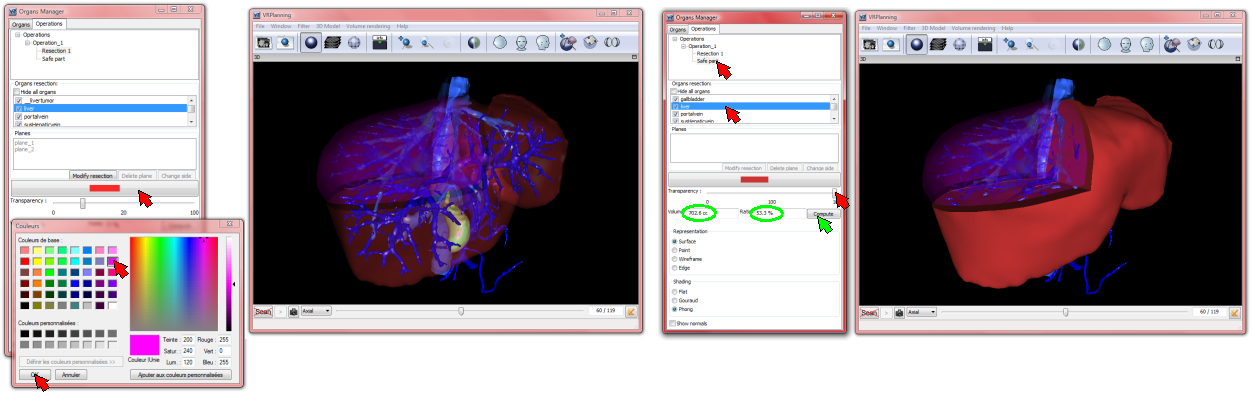 Organs Manager
Organs Operations
Operations
Operation_1
Resection 1
Safe part
Organs resection:
Hide all organs
__livertumor
liver
portalvein
Planes
plane_1
plane_2
Modify resection Delete plane Change side
Transparency :
0 20 100
Couleurs
Couleurs de base :
Couleurs personnalisées :
Définir les couleurs personnalisées >>
OK Annuler
Couleur|Unie
Teinte : 200 Rouge : 255
Satur. : 240 Vert : 0
Lum. : 120 Bleu : 255
Ajouter aux couleurs personnalisées
VRPlanning
File Window Filter 3D Model Volume rendering Help
3D
Scan > Axial 60 / 119
Organs Manager
Organs Operations
Operations
Operation_1
Resection 1
Safe part
Organs resection:
Hide all organs
gallbladder
liver
portalvein
Planes
Modify resection Delete plane Change side
Transparency :
0 100
Volume 702.6 cc Ratio 53.3 % Compute
Representation
Surface
Point
Wireframe
Edge
Shading
Flat
Gouraud
Phong
Show normals
VRPlanning
File Window Filter 3D Model Volume rendering Help
3D
Scan > Axial 60 / 119